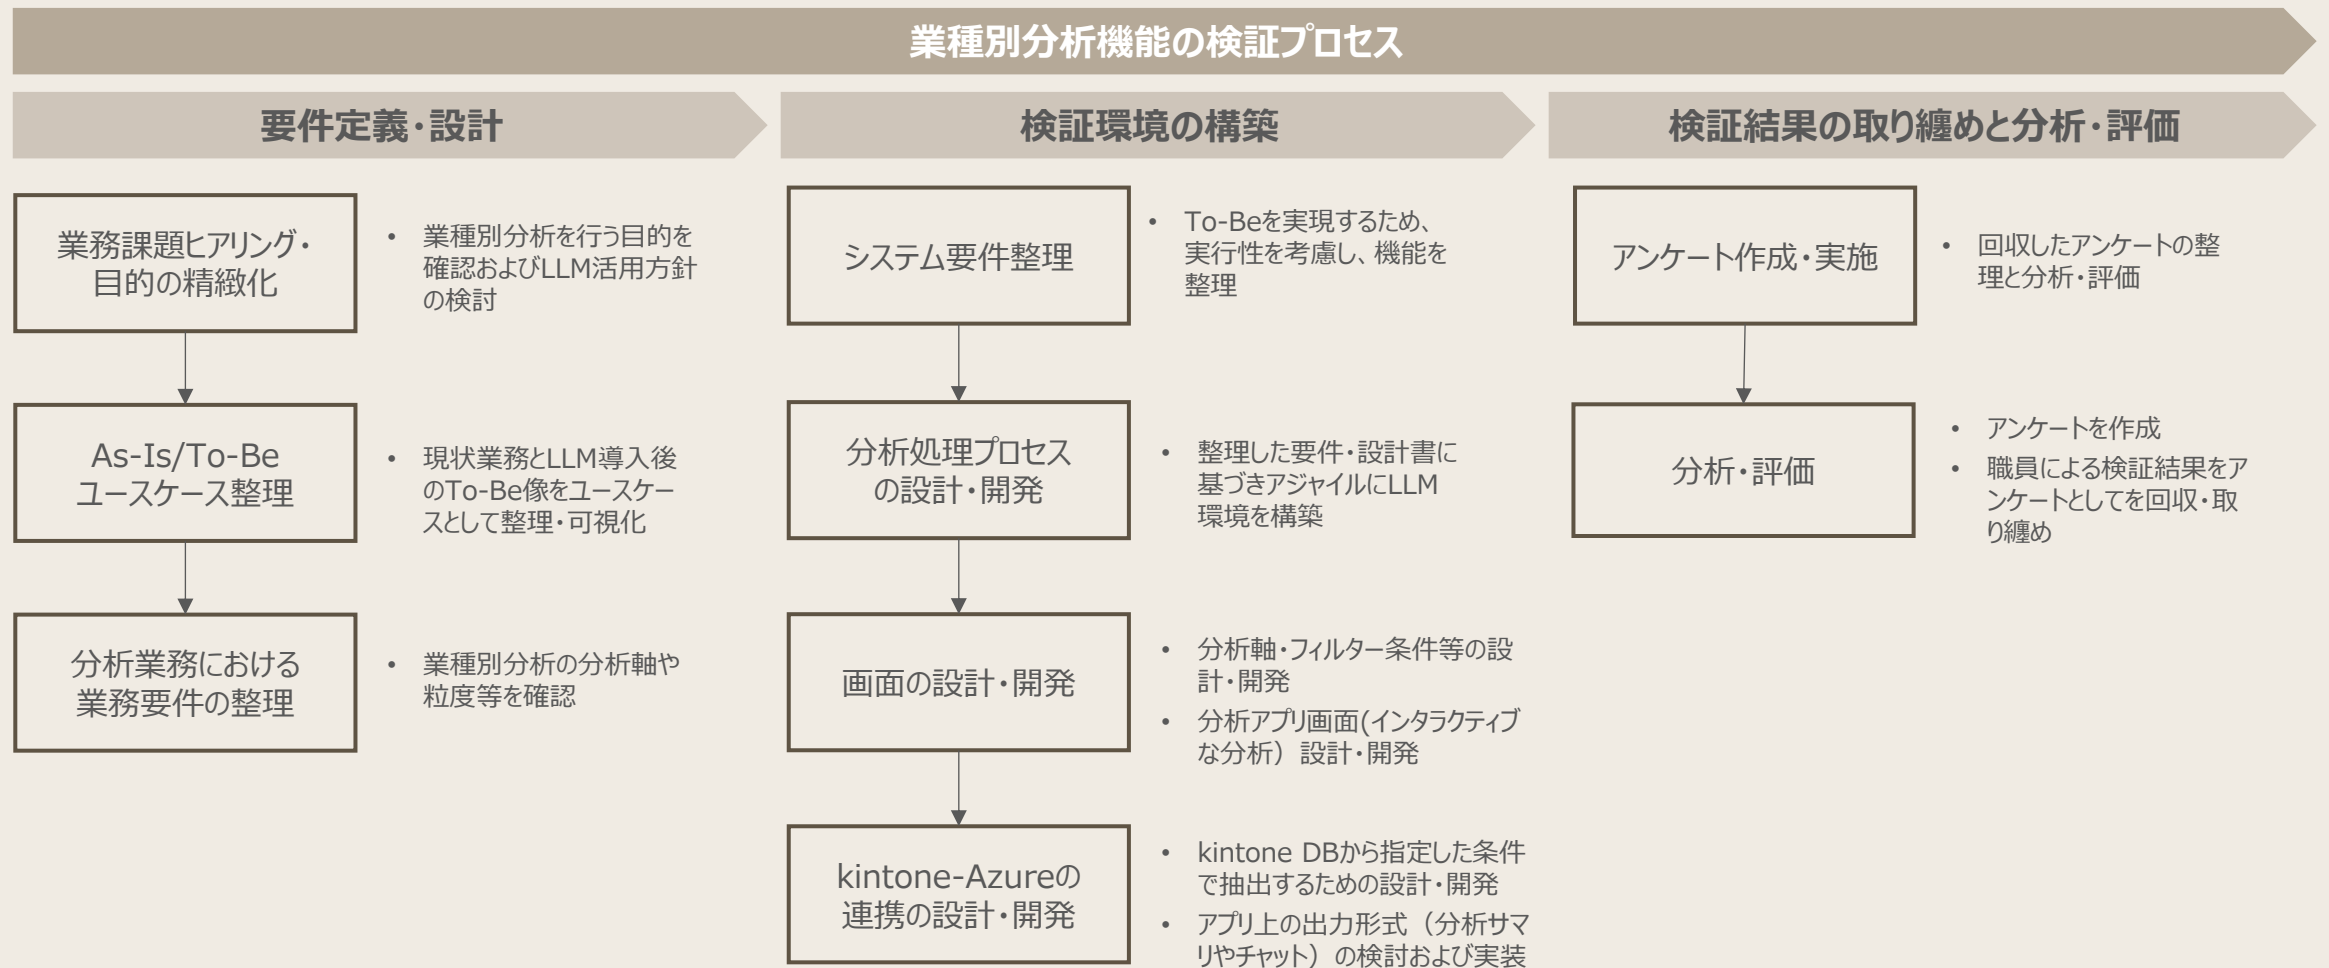 業種別分析機能の検証プロセス
要件定義・設計
業務課題ヒアリング・
目的の精緻化
• 業種別分析を行う目的を
確認およびLLM活用方針
の検討
As-Is/To-Be
ユースケース整理
• 現状業務とLLM導入後
のTo-Be像をユースケー
スとして整理・可視化
分析業務における
業務要件の整理
• 業種別分析の分析軸や
粒度等を確認
検証環境の構築
システム要件整理
• To-Beを実現するため、
実行性を考慮し、機能を
整理
分析処理プロセス
の設計・開発
• 整理した要件・設計書に
基づきアジャイルにLLM
環境を構築
画面の設計・開発
• 分析軸・フィルター条件等の設
計・開発
• 分析アプリ画面(インタラクティブ
な分析）設計・開発
kintone-Azureの
連携の設計・開発
• kintone DBから指定した条件
で抽出するための設計・開発
• アプリ上の出力形式（分析サマ
リやチャット）の検討および実装
検証結果の取り纏めと分析・評価
アンケート作成・実施
• 回収したアンケートの整
理と分析・評価
分析・評価
• アンケートを作成
• 職員による検証結果をア
ンケートとしてを回収・取
り纏め